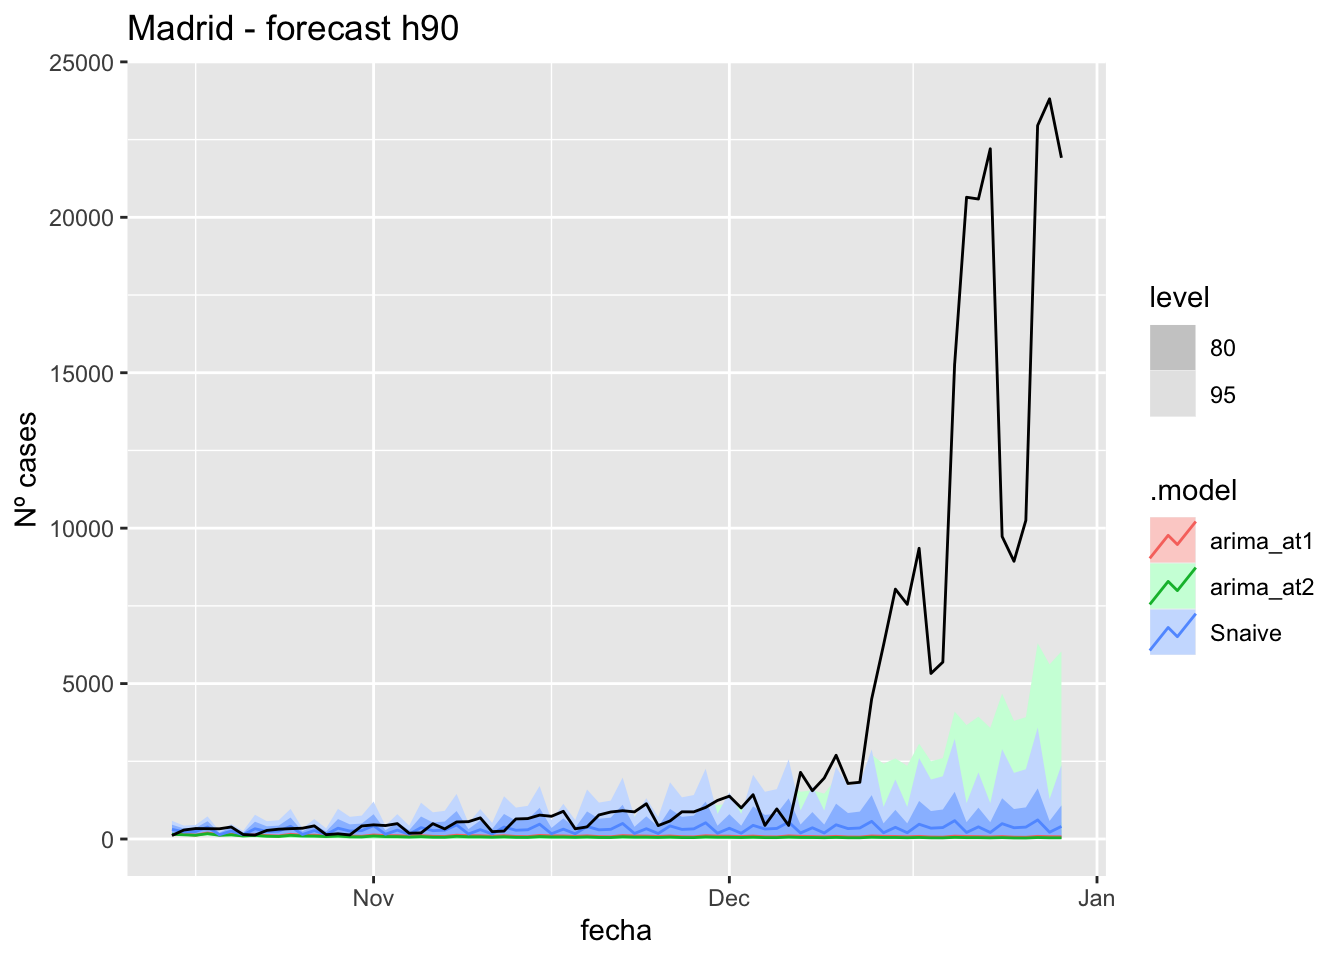 Madrid - forecast h90
25000
20000
15000
10000
5000
0
Nº cases
Nov
Dec
Jan
fecha
level
80
95
.model
arima_at1
arima_at2
Snaive